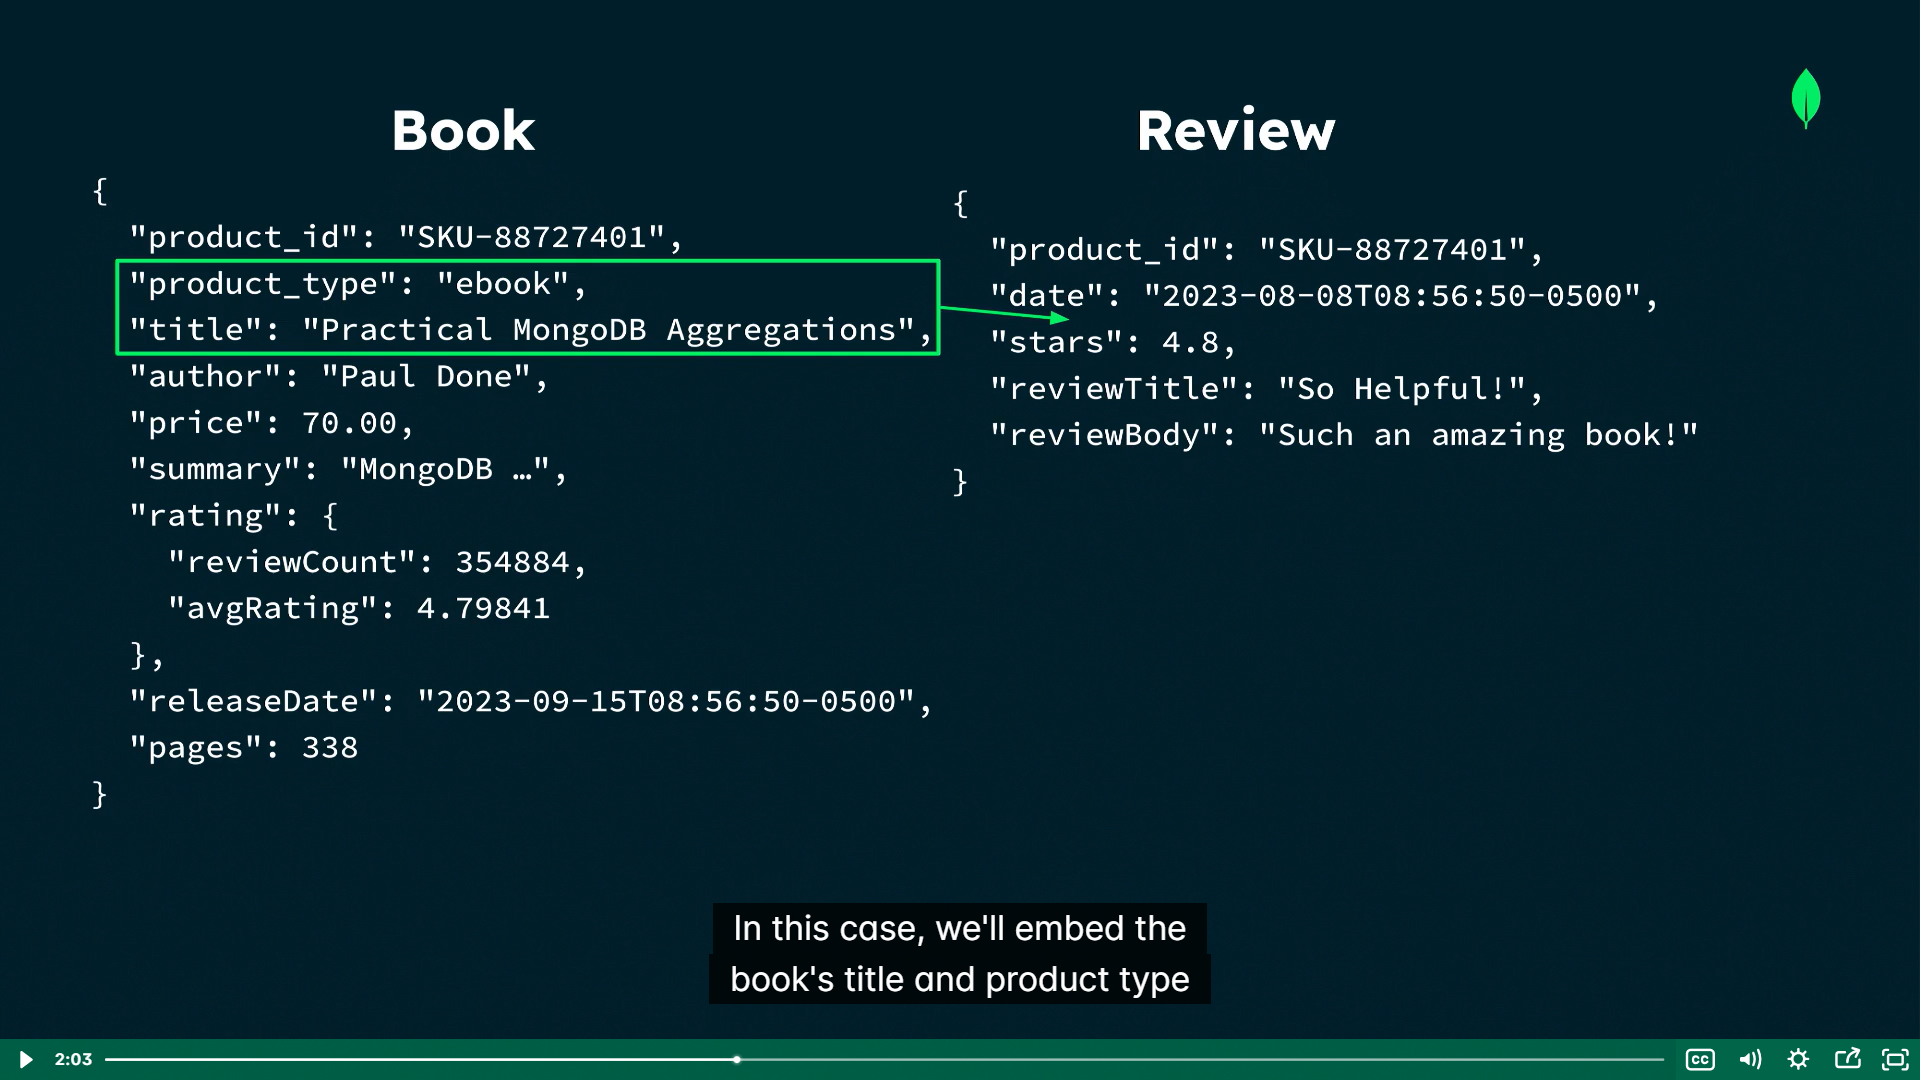 Book
{
  "product_id": "SKU-88727401",
  "product_type": "ebook",
  "title": "Practical MongoDB Aggregations",
  "author": "Paul Done",
  "price": 70.00,
  "summary": "MongoDB …",
  "rating": {
    "reviewCount": 354884,
    "avgRating": 4.79841
  },
  "releaseDate": "2023-09-15T08:56:50-0500",
  "pages": 338
}
Review
{
  "product_id": "SKU-88727401",
  "date": "2023-08-08T08:56:50-0500",
  "stars": 4.8,
  "reviewTitle": "So Helpful!",
  "reviewBody": "Such an amazing book!"
}
In this case, we'll embed the
book's title and product type
2:03
CC